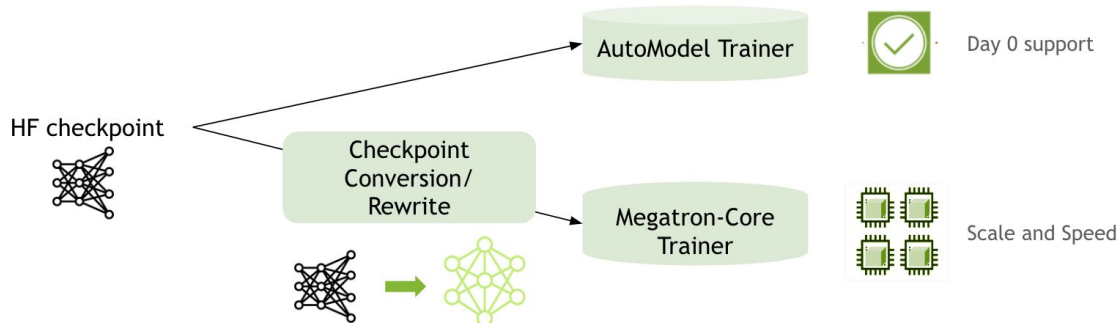 HF checkpoint
AutoModel Trainer
Day 0 support
Checkpoint
Conversion/
Rewrite
Megatron-Core
Trainer
Scale and Speed